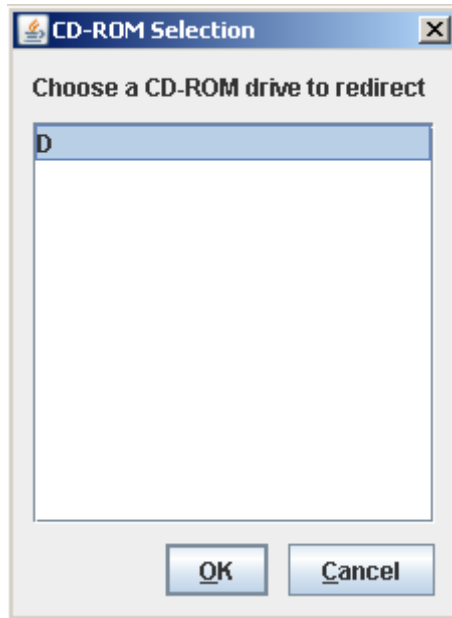 CD-ROM Selection
Choose a CD-ROM drive to redirect
D
OK
Cancel